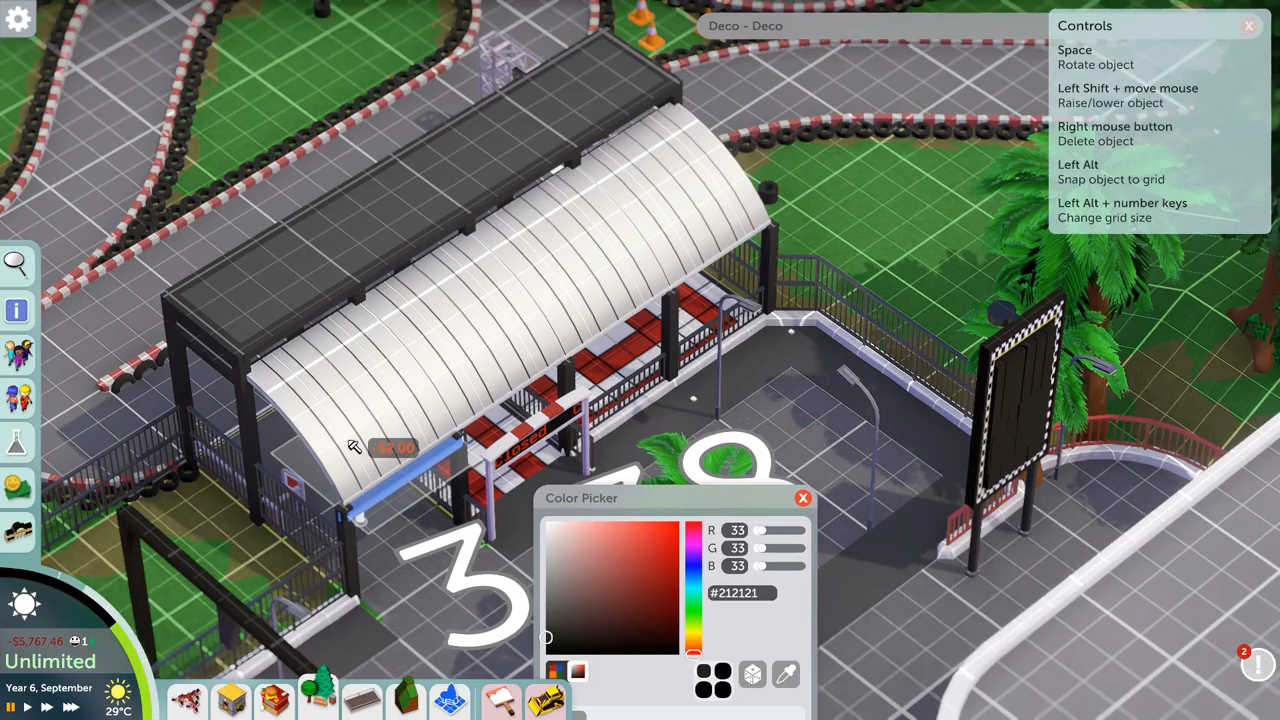 Deco - Deco
Controls
Space
Rotate object
Left Shift + move mouse
Raise/lower object
Right mouse button
Delete object
Left Alt
Snap object to grid
Left Alt + number keys
Change grid size
-$2.00
Closed
3
Color Picker
R 33
G 33
B 33
#212121
-$5,767.46
1
Unlimited
Year 6, September
29°C
2